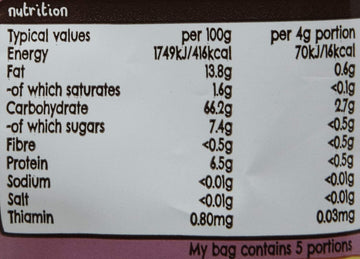 nutrition
Typical values per 100g per 4g portion
Energy 1749kJ/416kcal 70kJ/16kcal
Fat 13.8g 0.6g
-of which saturates 1.6g <0.1g
Carbohydrate 66.2g 2.7g
-of which sugars 7.4g <0.5g
Fibre <0.5g <0.5g
Protein 6.5g <0.5g
Sodium <0.01g <0.01g
Salt <0.01g <0.01g
Thiamin 0.80mg 0.03mg
My bag contains 5 portions